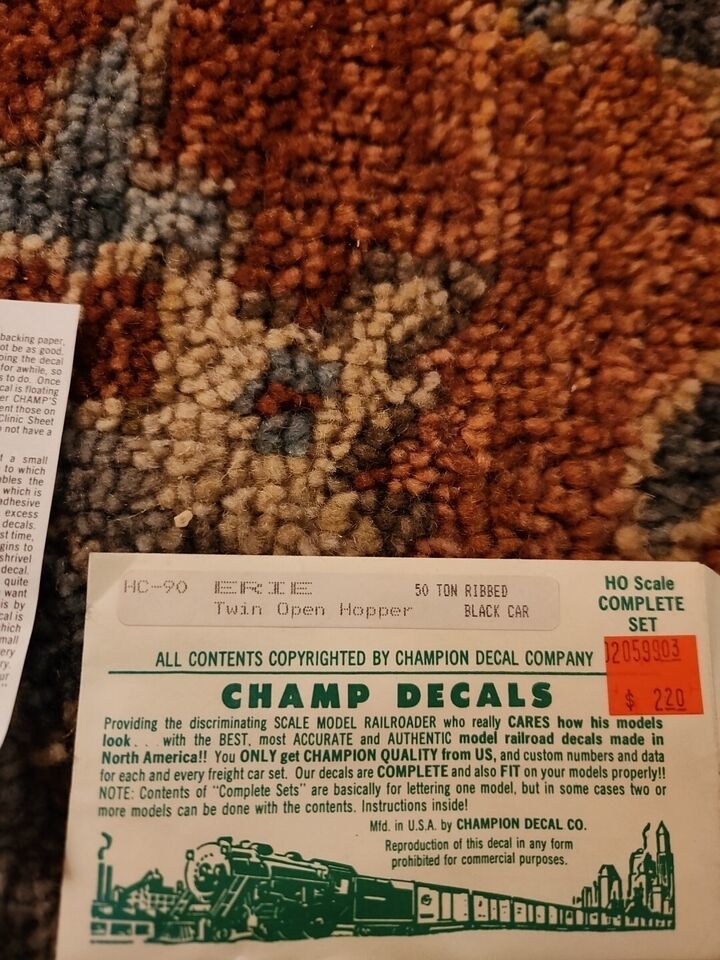 backing paper,
ot be as good.
ping the decal
for awhile, so
s to do. Once
cal is floating
er CHAMP'S
ent those on
Clinic Sheet
not have a
t a small
to which
ables the
which is
adhesive
excess
decals.
st time,
gins to
shrivel
decal.
quite
want
is by
cal is
hich
mall
ery
ry.
ur
HC-90 ERIE 50 TON RIBBED
Twin Open Hopper BLACK CAR
HO Scale
COMPLETE
SET
ALL CONTENTS COPYRIGHTED BY CHAMPION DECAL COMPANY
02059903
$ 220
CHAMP DECALS
Providing the discriminating SCALE MODEL RAILROADER who really CARES how his models
look . . . with the BEST, most ACCURATE and AUTHENTIC model railroad decals made in
North America!! You ONLY get CHAMPION QUALITY from US, and custom numbers and data
for each and every freight car set. Our decals are COMPLETE and also FIT on your models properly!!
NOTE: Contents of "Complete Sets" are basically for lettering one model, but in some cases two or
more models can be done with the contents. Instructions inside!
Mfd. in U.S.A. by CHAMPION DECAL CO.
Reproduction of this decal in any form
prohibited for commercial purposes.